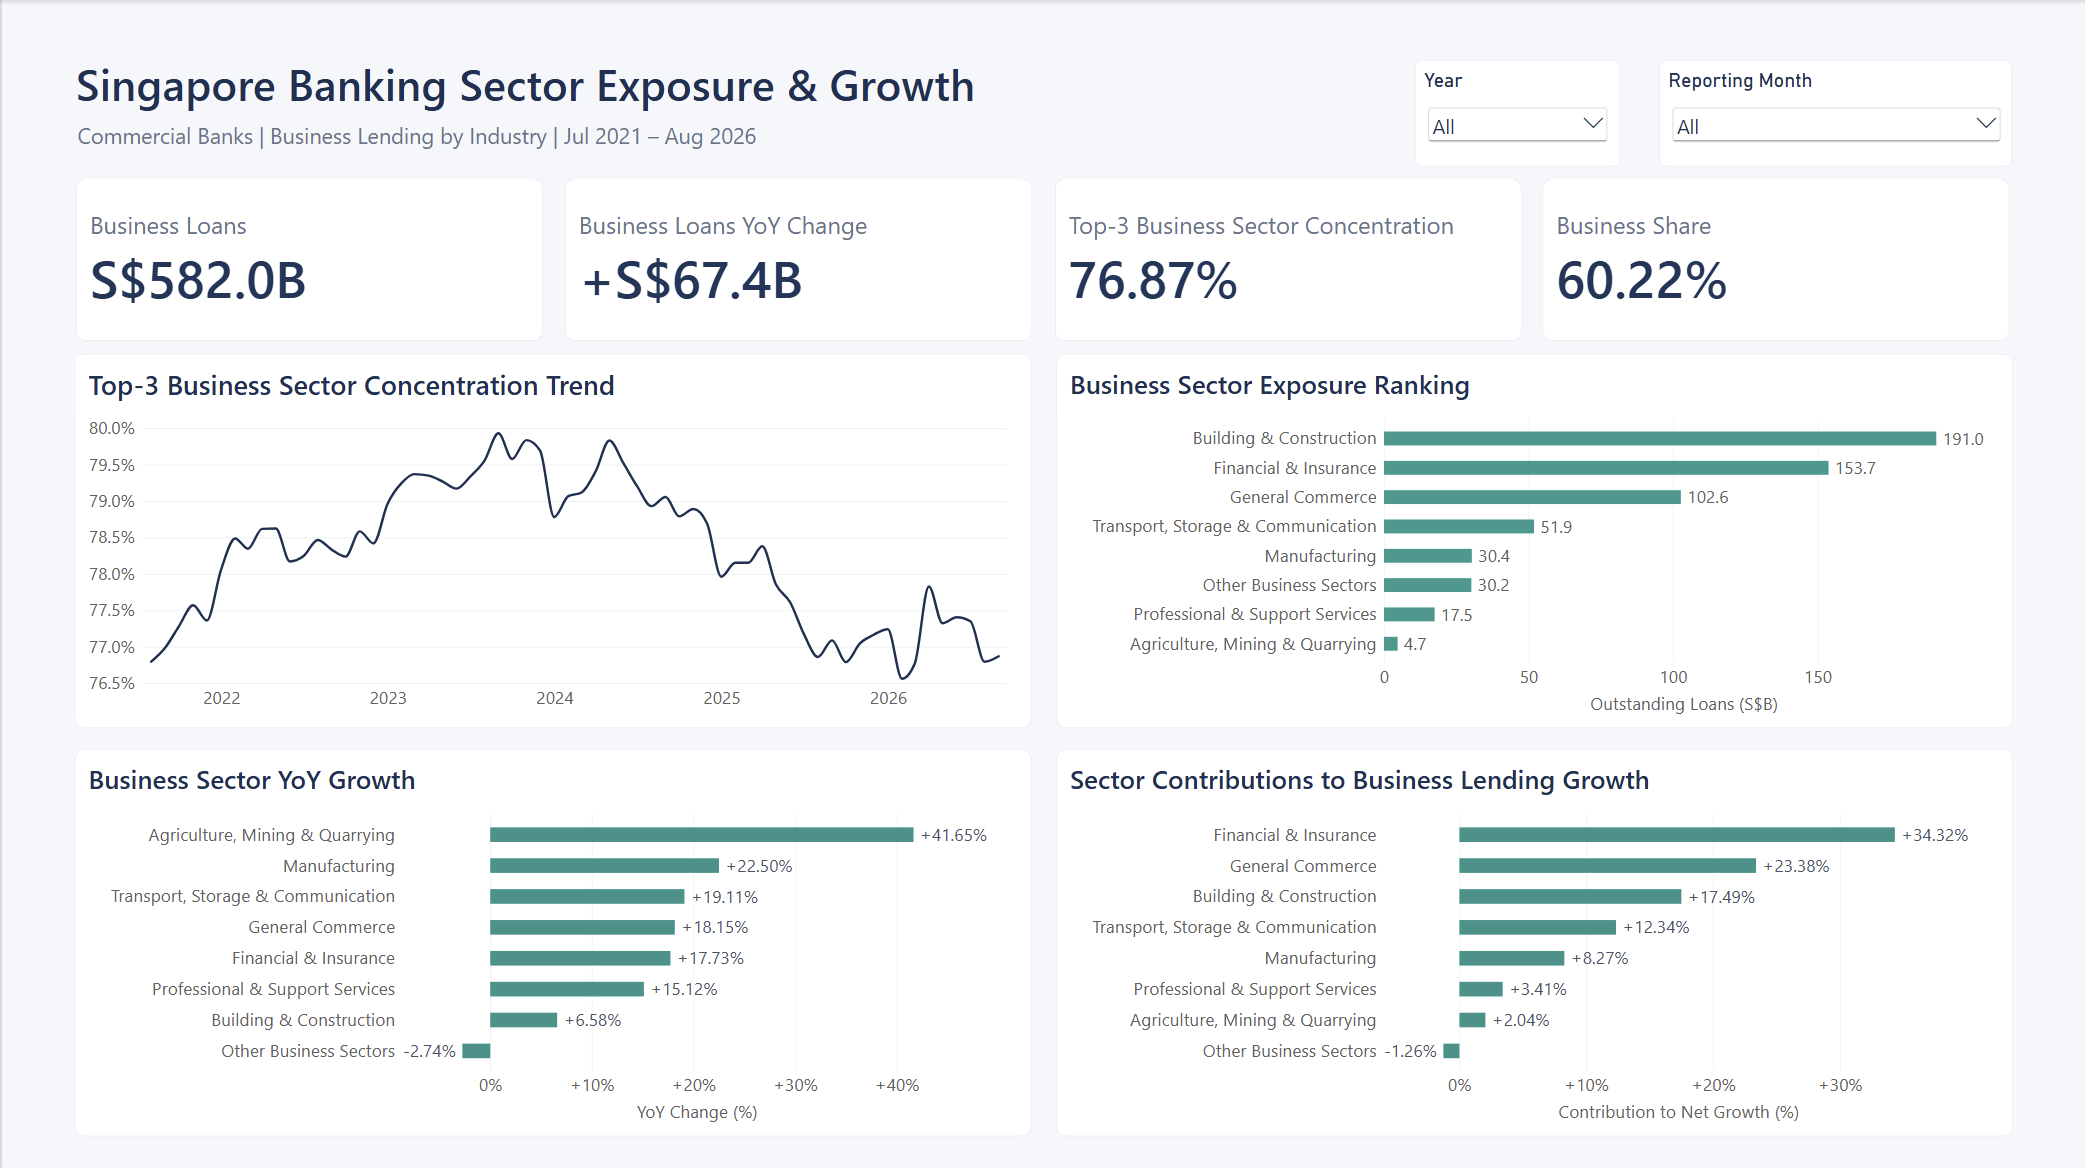 Singapore Banking Sector Exposure & Growth
Commercial Banks | Business Lending by Industry | Jul 2021 – Aug 2026
Year
All
Reporting Month
All
Business Loans
S$582.0B
Business Loans YoY Change
+S$67.4B
Top-3 Business Sector Concentration
76.87%
Business Share
60.22%
Top-3 Business Sector Concentration Trend
80.0%
79.5%
79.0%
78.5%
78.0%
77.5%
77.0%
76.5%
2022 2023 2024 2025 2026
Business Sector Exposure Ranking
Building & Construction 191.0
Financial & Insurance 153.7
General Commerce 102.6
Transport, Storage & Communication 51.9
Manufacturing 30.4
Other Business Sectors 30.2
Professional & Support Services 17.5
Agriculture, Mining & Quarrying 4.7
0 50 100 150
Outstanding Loans (S$B)
Business Sector YoY Growth
Agriculture, Mining & Quarrying +41.65%
Manufacturing +22.50%
Transport, Storage & Communication +19.11%
General Commerce +18.15%
Financial & Insurance +17.73%
Professional & Support Services +15.12%
Building & Construction +6.58%
Other Business Sectors -2.74%
0% +10% +20% +30% +40%
YoY Change (%)
Sector Contributions to Business Lending Growth
Financial & Insurance +34.32%
General Commerce +23.38%
Building & Construction +17.49%
Transport, Storage & Communication +12.34%
Manufacturing +8.27%
Professional & Support Services +3.41%
Agriculture, Mining & Quarrying +2.04%
Other Business Sectors -1.26%
0% +10% +20% +30%
Contribution to Net Growth (%)